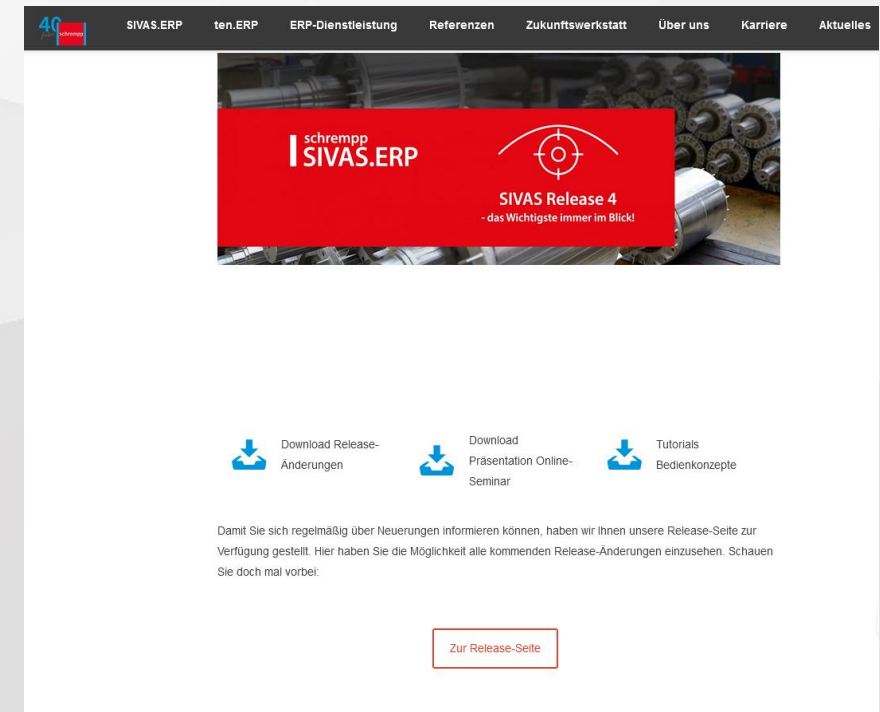 40
schrempp
SIVAS.ERP ten.ERP ERP-Dienstleistung Referenzen Zukunftswerkstatt Über uns Karriere Aktuelles
schrempp
SIVAS.ERP
SIVAS Release 4
- das Wichtigste immer im Blick!
Download Release-
Änderungen
Download
Präsentation Online-
Seminar
Tutorials
Bedienkonzepte
Damit Sie sich regelmäßig über Neuerungen informieren können, haben wir Ihnen unsere Release-Seite zur
Verfügung gestellt. Hier haben Sie die Möglichkeit alle kommenden Release-Änderungen einzusehen. Schauen
Sie doch mal vorbei:
Zur Release-Seite